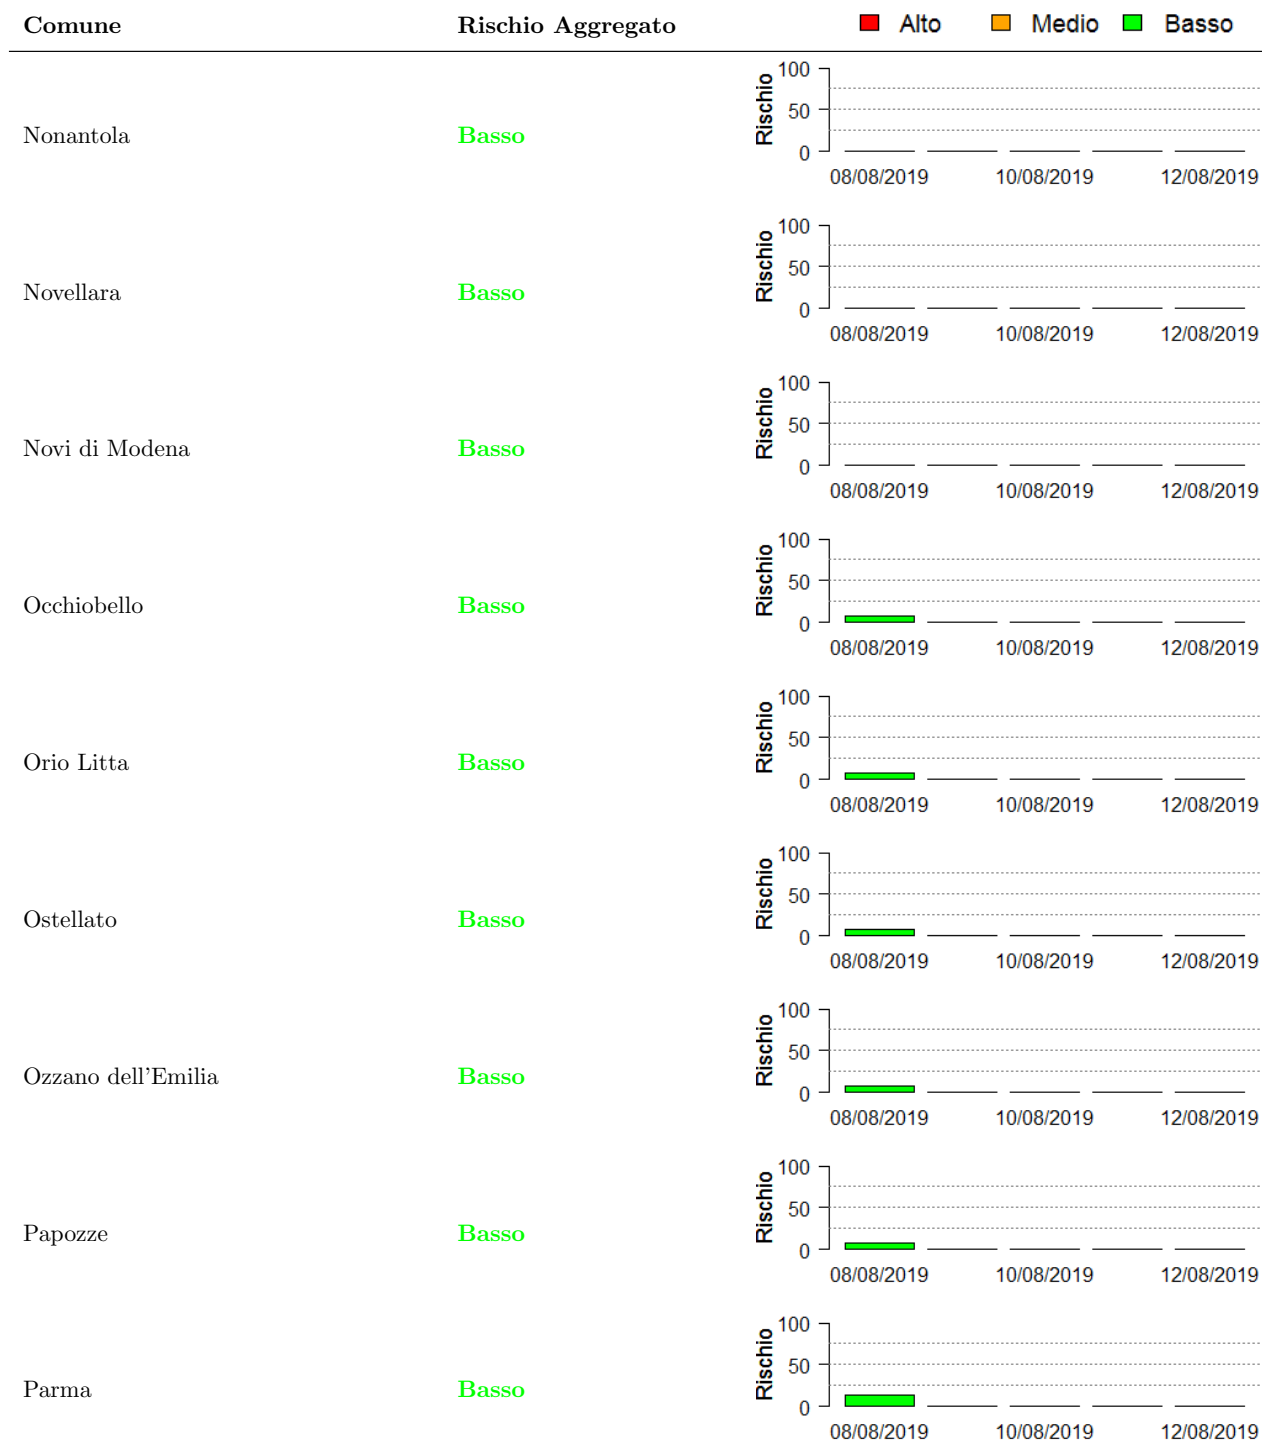 Comune Rischio Aggregato Alto Medio Basso
Nonantola Basso Rischio 100 50 0
08/08/2019 10/08/2019 12/08/2019
Novellara Basso Rischio 100 50 0
08/08/2019 10/08/2019 12/08/2019
Novi di Modena Basso Rischio 100 50 0
08/08/2019 10/08/2019 12/08/2019
Occhiobello Basso Rischio 100 50 0
08/08/2019 10/08/2019 12/08/2019
Orio Litta Basso Rischio 100 50 0
08/08/2019 10/08/2019 12/08/2019
Ostellato Basso Rischio 100 50 0
08/08/2019 10/08/2019 12/08/2019
Ozzano dell'Emilia Basso Rischio 100 50 0
08/08/2019 10/08/2019 12/08/2019
Papozze Basso Rischio 100 50 0
08/08/2019 10/08/2019 12/08/2019
Parma Basso Rischio 100 50 0
08/08/2019 10/08/2019 12/08/2019